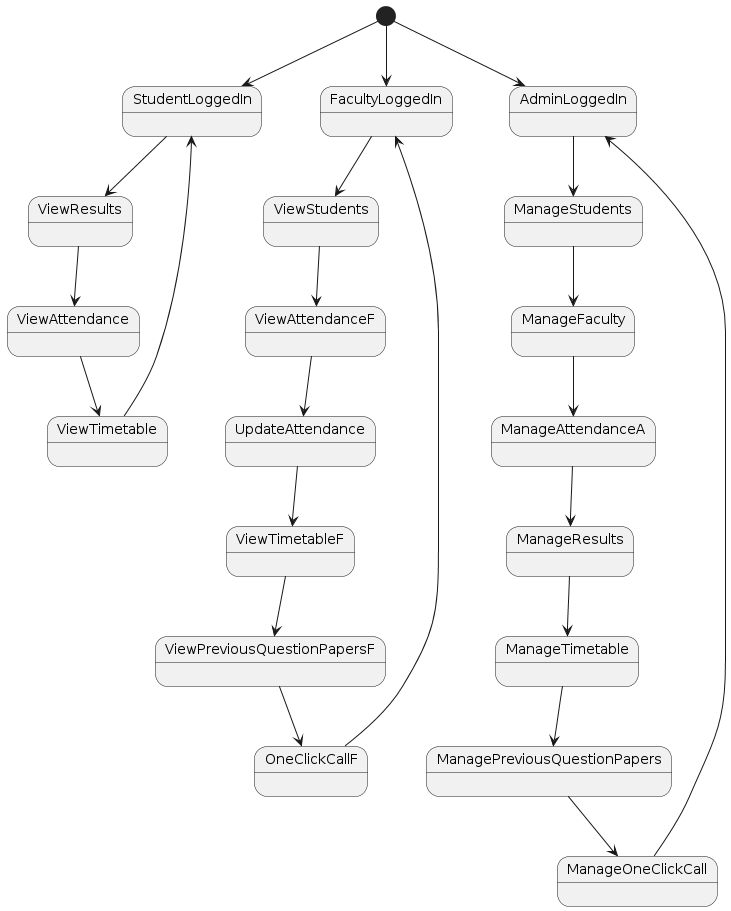 StudentLoggedIn
FacultyLoggedIn
AdminLoggedIn
ViewResults
ViewStudents
ManageStudents
ViewAttendance
ViewAttendanceF
ManageFaculty
ViewTimetable
UpdateAttendance
ManageAttendanceA
ViewTimetableF
ManageResults
ViewPreviousQuestionPapersF
ManageTimetable
OneClickCallF
ManagePreviousQuestionPapers
ManageOneClickCall